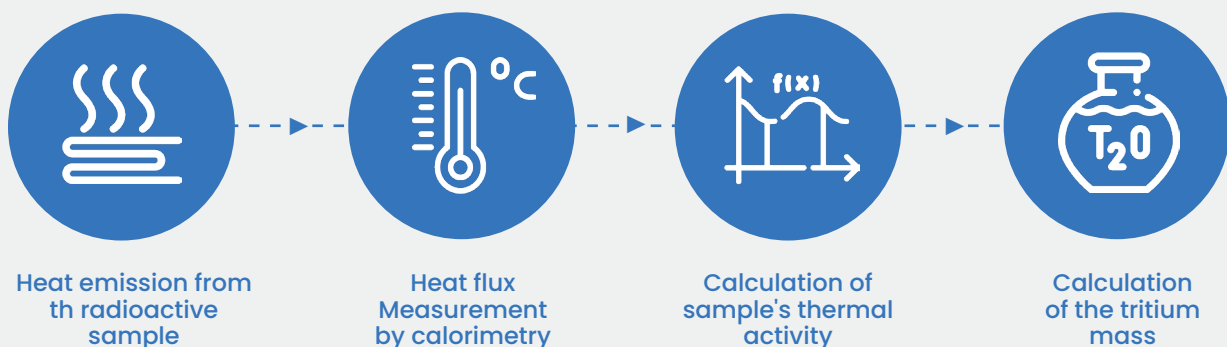 °C
f(x)
T2O
Heat emission from
th radioactive
sample
Heat flux
Measurement
by calorimetry
Calculation of
sample's thermal
activity
Calculation
of the tritium
mass